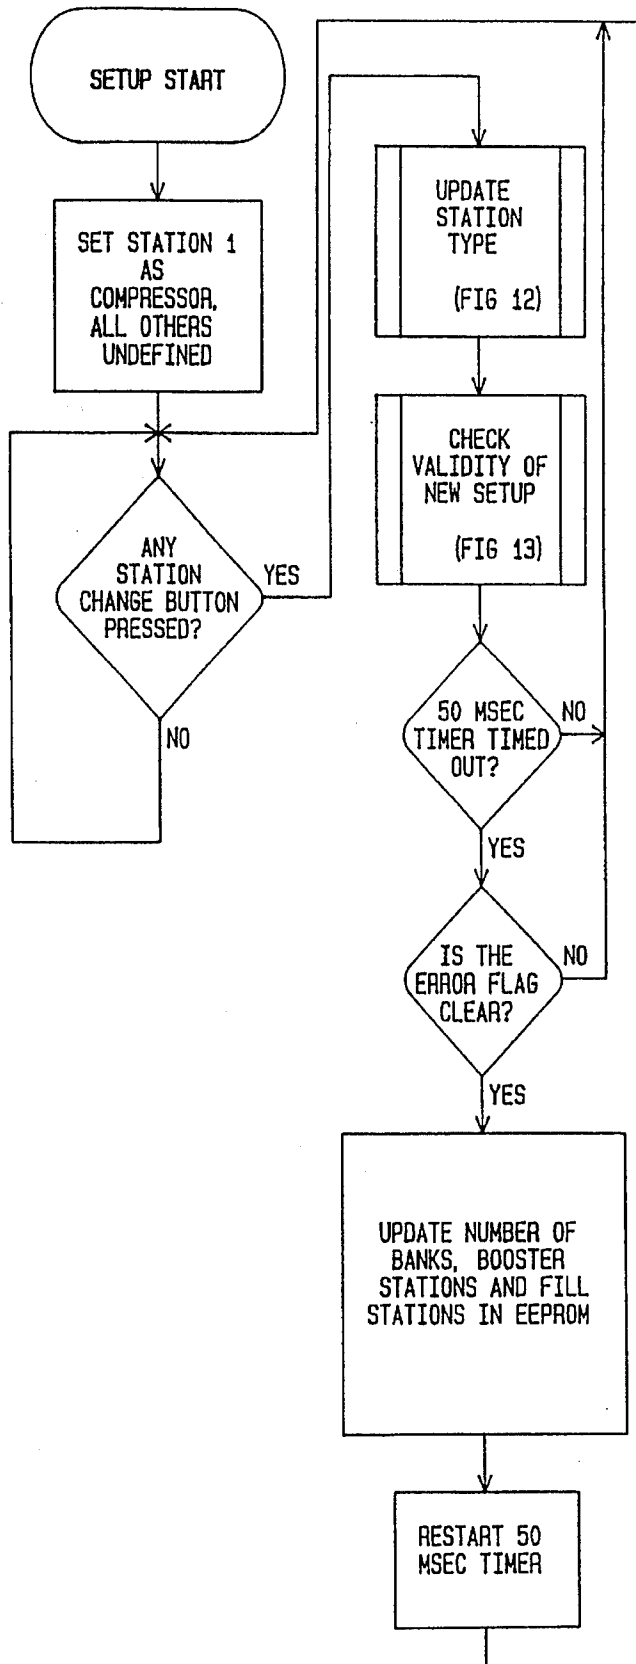 SETUP START
SET STATION 1
AS
COMPRESSOR,
ALL OTHERS
UNDEFINED
ANY
STATION
CHANGE BUTTON
PRESSED?
YES
NO
UPDATE
STATION
TYPE
(FIG 12)
CHECK
VALIDITY OF
NEW SETUP
(FIG 13)
50 MSEC
TIMER TIMED
OUT?
NO
YES
IS THE
ERROR FLAG
CLEAR?
NO
YES
UPDATE NUMBER OF
BANKS, BOOSTER
STATIONS AND FILL
STATIONS IN EEPROM
RESTART 50
MSEC TIMER